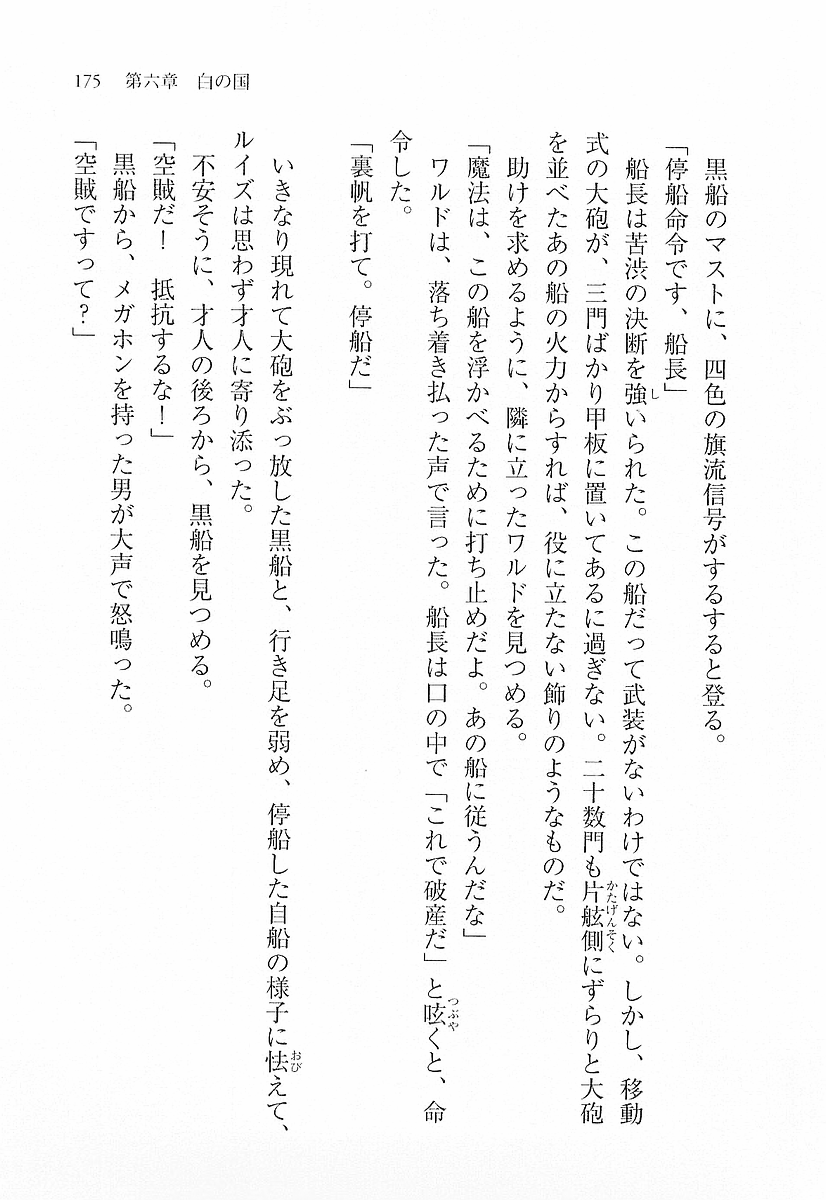 175　第六章　白の国
　黒船のマストに、四色の旗流信号がするすると登る。
「停船命令です、船長」
　船長は苦渋の決断を強いられた。この船だって武装がないわけではない。しかし、移動
式の大砲が、三門ばかり甲板に置いてあるに過ぎない。二十数門も片舷側にずらりと大砲
を並べたあの船の火力からすれば、役に立たない飾りのようなものだ。
　助けを求めるように、隣に立ったワルドを見つめる。
「魔法は、この船を浮かべるために打ち止めだよ。あの船に従うんだな」
　ワルドは、落ち着き払った声で言った。船長は口の中で「これで破産だ」と呟くと、命
令した。
「裏帆を打て。停船だ」
　いきなり現れて大砲をぶっ放した黒船と、行き足を弱め、停船した自船の様子に怯えて、
ルイズは思わず才人に寄り添った。
　不安そうに、才人の後ろから、黒船を見つめる。
「空賊だ！　抵抗するな！」
　黒船から、メガホンを持った男が大声で怒鳴った。
「空賊ですって？」
し
かたげんそく
つぶや
おび